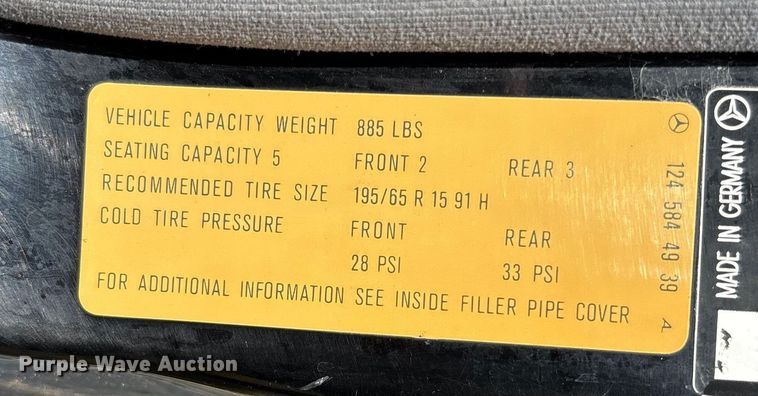 VEHICLE CAPACITY WEIGHT 885 LBS
SEATING CAPACITY 5 FRONT 2 REAR 3
RECOMMENDED TIRE SIZE 195/65 R 15 91 H
COLD TIRE PRESSURE FRONT REAR
28 PSI 33 PSI
FOR ADDITIONAL INFORMATION SEE INSIDE FILLER PIPE COVER
124 584 49 39 A
MADE IN GERMANY
Purple Wave Auction